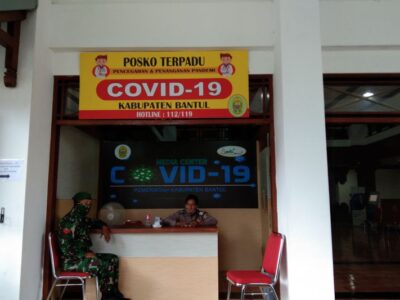 POSKO TERPADU
PENCEGAHAN & PENANGANAN PANDEMI
COVID-19
KABUPATEN BANTUL
HOTLINE : 112/119
MEDIA CENTER
COVID-19
PEMERINTAH KABUPATEN BANTUL